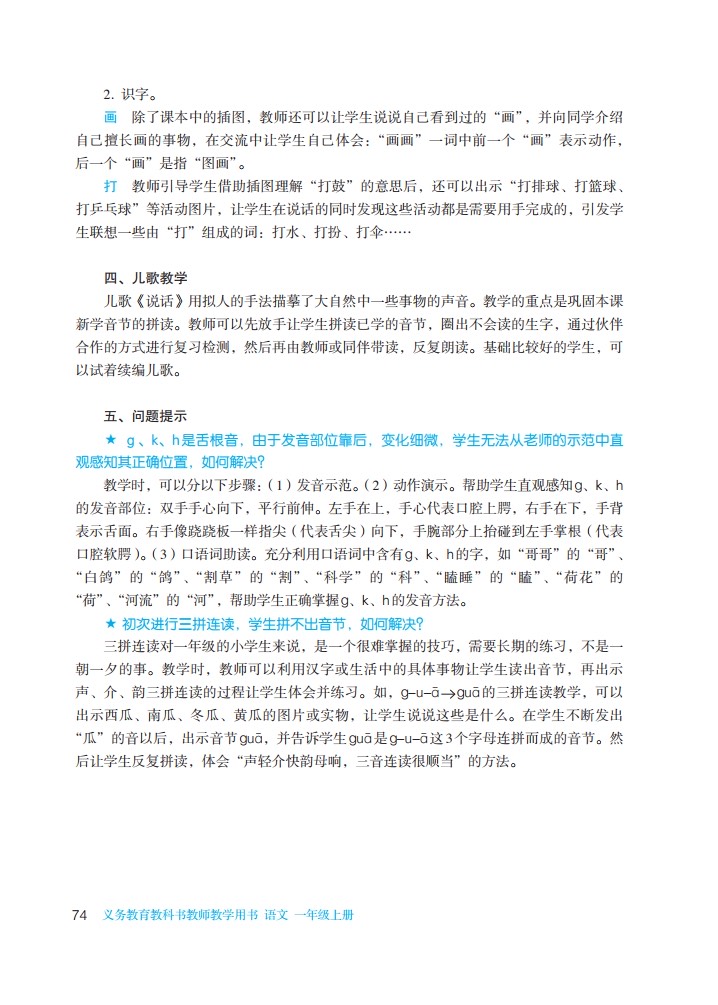 2. 识字。
画 除了课本中的插图，教师还可以让学生说说自己看到过的“画”，并向同学介绍
自己擅长画的事物，在交流中让学生自己体会：“画画”一词中前一个“画”表示动作，
后一个“画”是指“图画”。
打 教师引导学生借助插图理解“打鼓”的意思后，还可以出示“打排球、打篮球、
打乒乓球”等活动图片，让学生在说话的同时发现这些活动都是需要用手完成的，引发学
生联想一些由“打”组成的词：打水、打扮、打伞……
四、儿歌教学
儿歌《说话》用拟人的手法描摹了大自然中一些事物的声音。教学的重点是巩固本课
新学音节的拼读。教师可以先放手让学生拼读已学的音节，圈出不会读的生字，通过伙伴
合作的方式进行复习检测，然后再由教师或同伴带读，反复朗读。基础比较好的学生，可
以试着续编儿歌。
五、问题提示
★ g、k、h是舌根音，由于发音部位靠后，变化细微，学生无法从老师的示范中直
观感知其正确位置，如何解决？
教学时，可以分以下步骤：（1）发音示范。（2）动作演示。帮助学生直观感知g、k、h
的发音部位：双手手心向下，平行前伸。左手在上，手心代表口腔上腭，右手在下，手背
表示舌面。右手像跷跷板一样指尖（代表舌尖）向下，手腕部分上抬碰到左手掌根（代表
口腔软腭）。（3）口语词助读。充分利用口语词中含有g、k、h的字，如“哥哥”的“哥”、
“白鸽”的“鸽”、“割草”的“割”、“科学”的“科”、“瞌睡”的“瞌”、“荷花”的
“荷”、“河流”的“河”，帮助学生正确掌握g、k、h的发音方法。
★ 初次进行三拼连读，学生拼不出音节，如何解决？
三拼连读对一年级的小学生来说，是一个很难掌握的技巧，需要长期的练习，不是一
朝一夕的事。教学时，教师可以利用汉字或生活中的具体事物让学生读出音节，再出示
声、介、韵三拼连读的过程让学生体会并练习。如，g–u–ā→guā的三拼连读教学，可以
出示西瓜、南瓜、冬瓜、黄瓜的图片或实物，让学生说说这些是什么。在学生不断发出
“瓜”的音以后，出示音节guā，并告诉学生guā是g–u–ā这3个字母连拼而成的音节。然
后让学生反复拼读，体会“声轻介快韵母响，三音连读很顺当”的方法。
74 义务教育教科书教师教学用书 语文 一年级上册